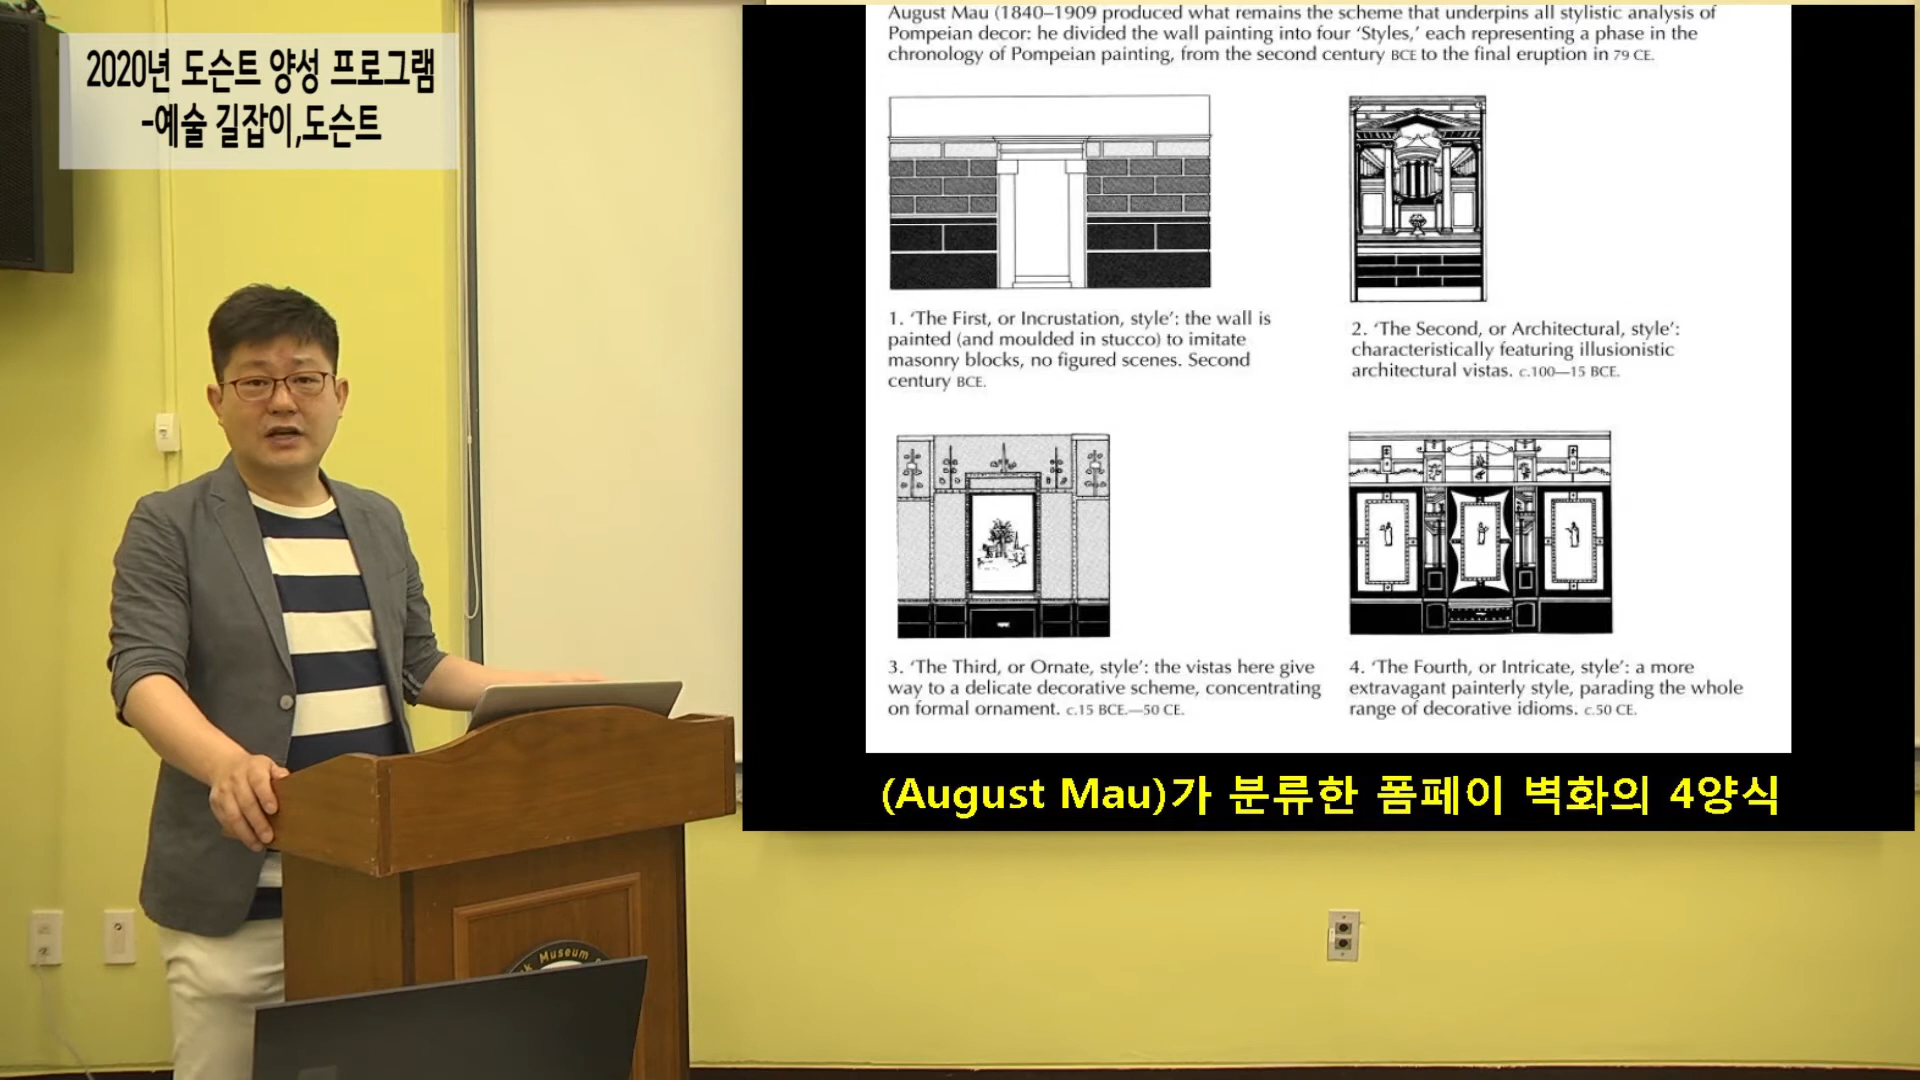 2020년 도슨트 양성 프로그램
-예술 길잡이,도슨트
August Mau (1840–1909 produced what remains the scheme that underpins all stylistic analysis of
Pompeian decor: he divided the wall painting into four ‘Styles,’ each representing a phase in the
chronology of Pompeian painting, from the second century BCE to the final eruption in 79 CE.
1. ‘The First, or Incrustation, style’: the wall is
painted (and moulded in stucco) to imitate
masonry blocks, no figured scenes. Second
century BCE.
2. ‘The Second, or Architectural, style’:
characteristically featuring illusionistic
architectural vistas. c.100—15 BCE.
3. ‘The Third, or Ornate, style’: the vistas here give
way to a delicate decorative scheme, concentrating
on formal ornament. c.15 BCE.—50 CE.
4. ‘The Fourth, or Intricate, style’: a more
extravagant painterly style, parading the whole
range of decorative idioms. c.50 CE.
(August Mau)가 분류한 폼페이 벽화의 4양식
Museum